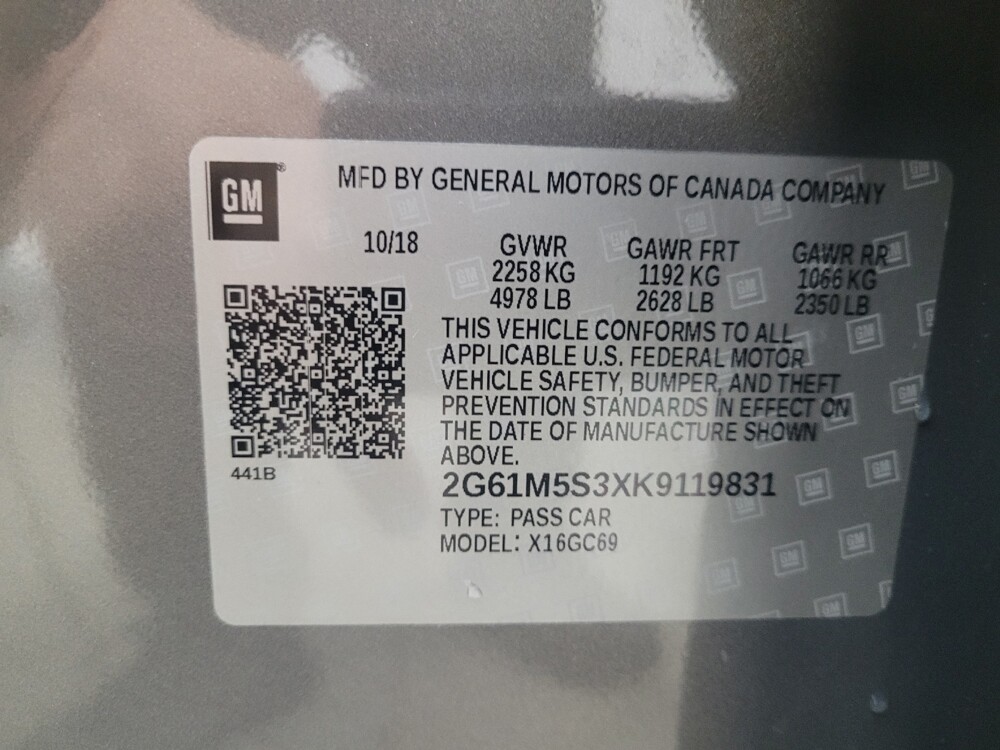 GM
MFD BY GENERAL MOTORS OF CANADA COMPANY
10/18 GVWR GAWR FRT GAWR RR
2258 KG 1192 KG 1066 KG
4978 LB 2628 LB 2350 LB
THIS VEHICLE CONFORMS TO ALL
APPLICABLE U.S. FEDERAL MOTOR
VEHICLE SAFETY, BUMPER, AND THEFT
PREVENTION STANDARDS IN EFFECT ON
THE DATE OF MANUFACTURE SHOWN
ABOVE.
441B
2G61M5S3XK9119831
TYPE: PASS CAR
MODEL: X16GC69